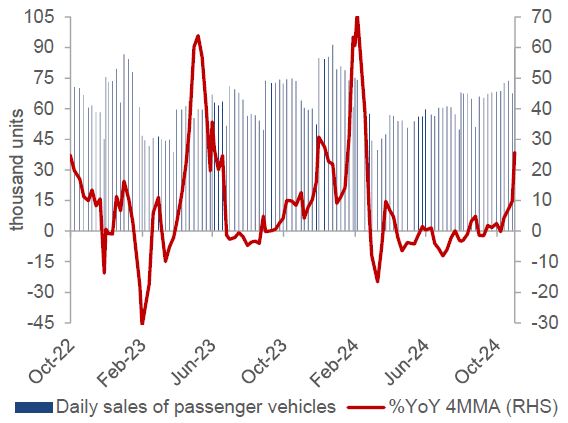 105
90
75
60
45
30
15
0
-15
-30
-45
thousand units
70
60
50
40
30
20
10
0
-10
-20
-30
Oct-22
Feb-23
Jun-23
Oct-23
Feb-24
Jun-24
Oct-24
Daily sales of passenger vehicles
%YoY 4MMA (RHS)